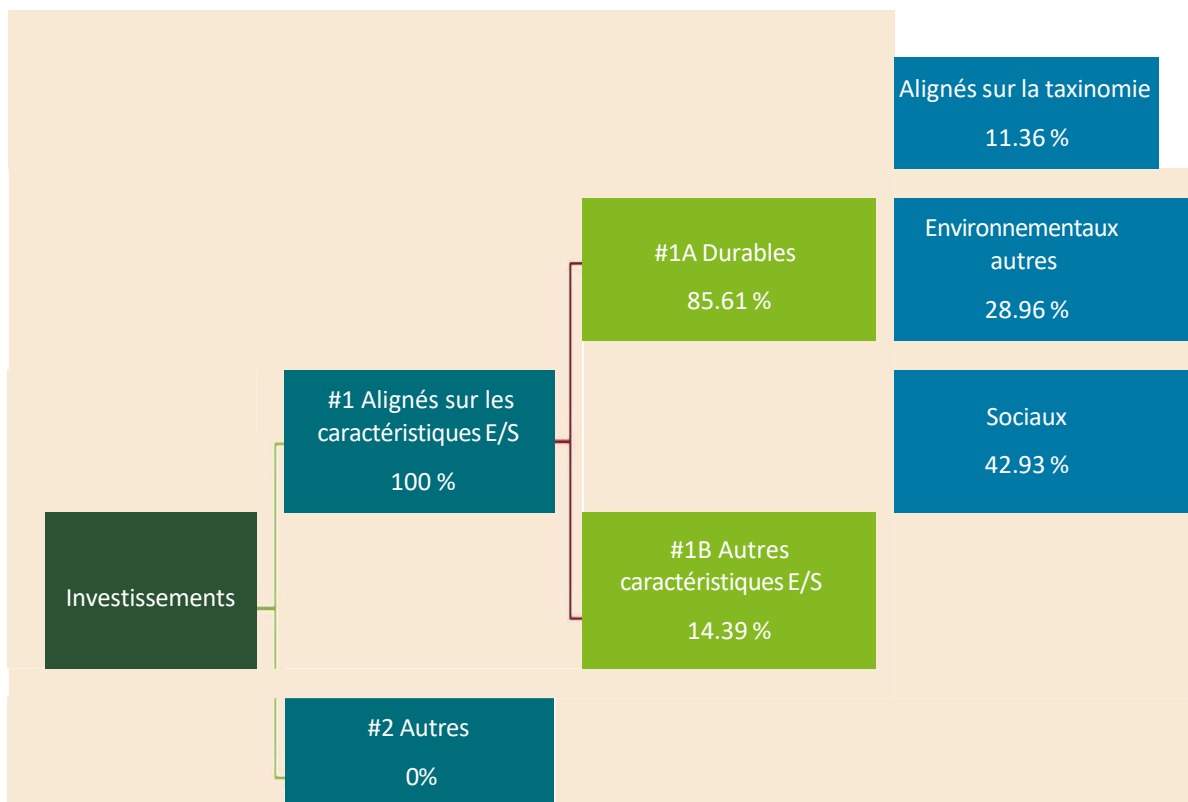 Alignés sur la taxinomie
11.36 %
#1A Durables
85.61 %
Environnementaux
autres
28.96 %
#1 Alignés sur les
caractéristiques E/S
100 %
Sociaux
42.93 %
Investissements
#1B Autres
caractéristiques E/S
14.39 %
#2 Autres
0%